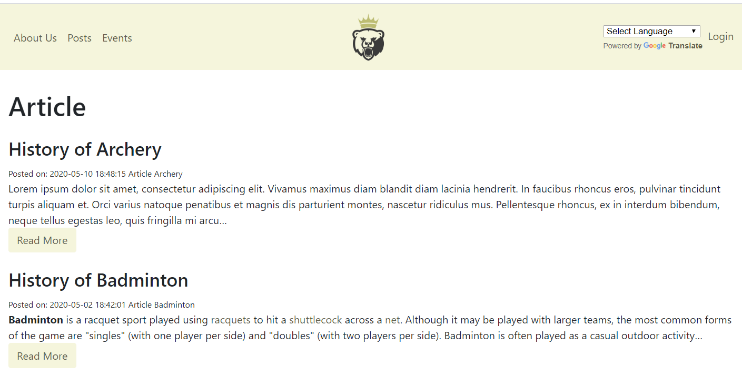 About Us Posts Events
Select Language
Powered by Google Translate
Login
Article
History of Archery
Posted on: 2020-05-10 18:48:15 Article Archery
Lorem ipsum dolor sit amet, consectetur adipiscing elit. Vivamus maximus diam blandit diam lacinia hendrerit. In faucibus rhoncus eros, pulvinar tincidunt
turpis aliquam et. Orci varius natoque penatibus et magnis dis parturient montes, nascetur ridiculus mus. Pellentesque rhoncus, ex in interdum bibendum,
neque tellus egestas leo, quis fringilla mi arcu...
Read More
History of Badminton
Posted on: 2020-05-02 18:42:01 Article Badminton
Badminton is a racquet sport played using racquets to hit a shuttlecock across a net. Although it may be played with larger teams, the most common forms
of the game are "singles" (with one player per side) and "doubles" (with two players per side). Badminton is often played as a casual outdoor activity...
Read More